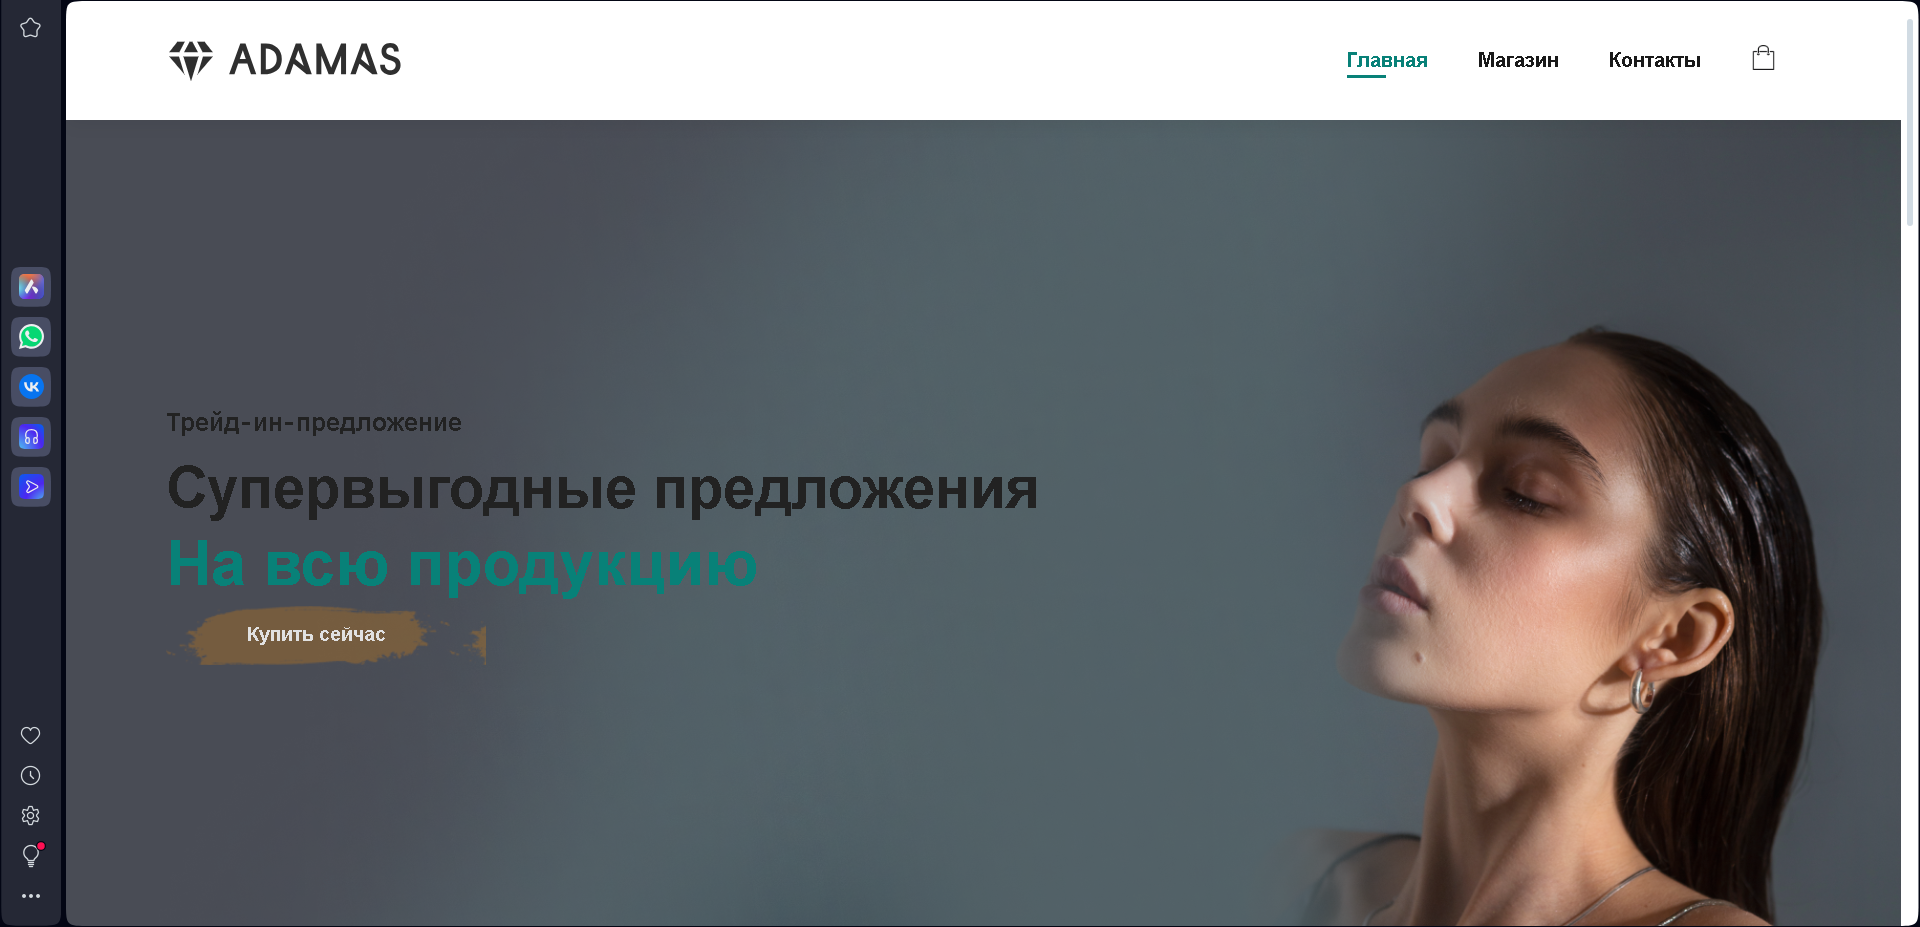 ADAMAS
Главная
Магазин
Контакты
Трейд-ин-предложение
Супервыгодные предложения
На всю продукцию
Купить сейчас